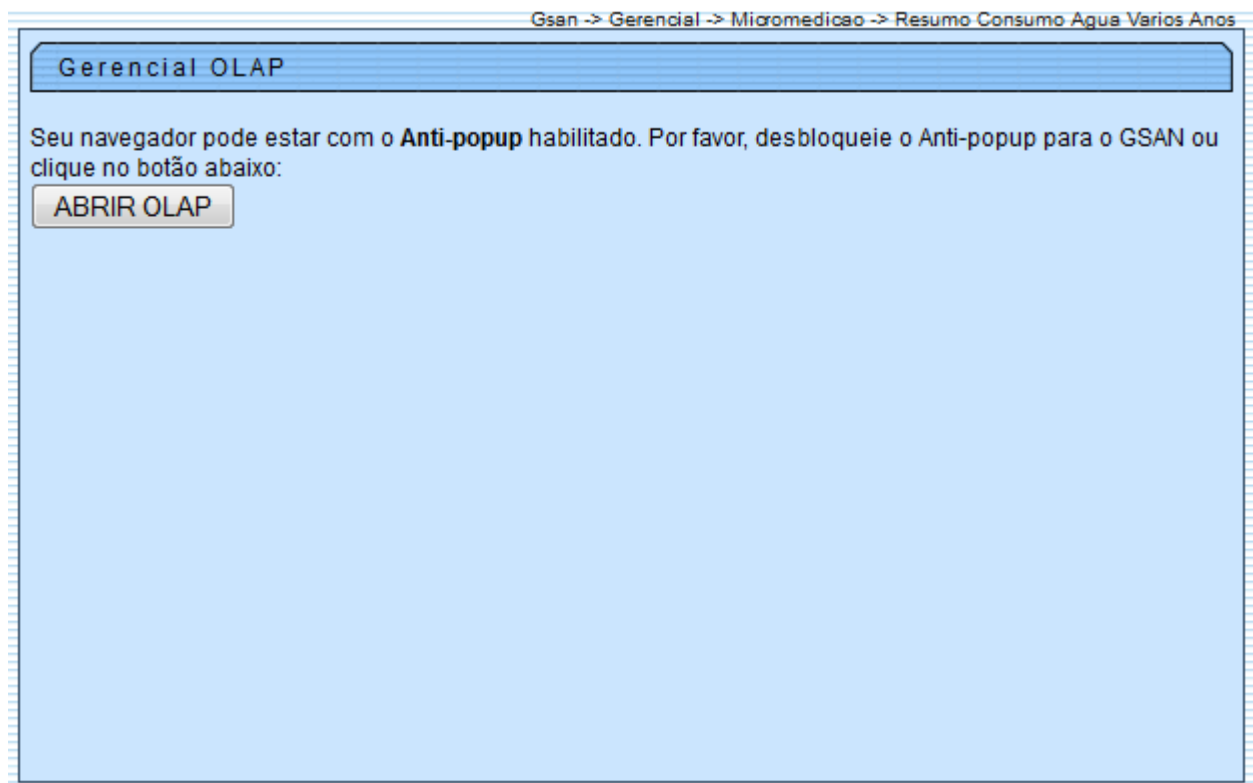 Gsan -> Gerencial -> Micromedicao -> Resumo Consumo Agua Varios Anos
Gerencial OLAP
Seu navegador pode estar com o Anti-popup habilitado. Por favor, desbloqueie o Anti-popup para o GSAN ou
clique no botão abaixo:
ABRIR OLAP